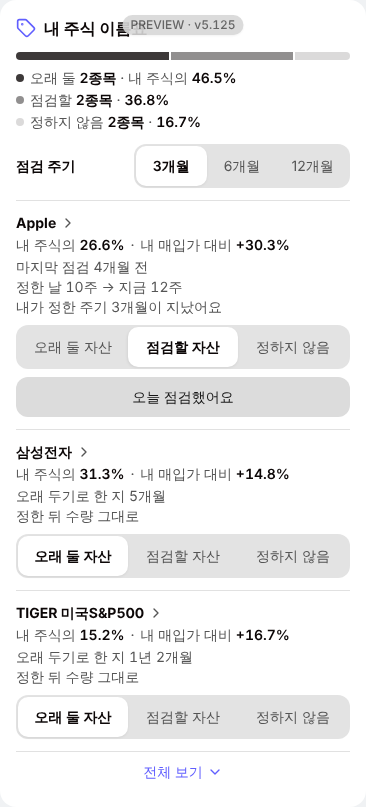 내 주식 이름
PREVIEW · v5.125
오래 둘 2종목 · 내 주식의 46.5%
점검할 2종목 · 36.8%
정하지 않음 2종목 · 16.7%
점검 주기
3개월 6개월 12개월
Apple
내 주식의 26.6% · 내 매입가 대비 +30.3%
마지막 점검 4개월 전
정한 날 10주 → 지금 12주
내가 정한 주기 3개월이 지났어요
오래 둘 자산 점검할 자산 정하지 않음
오늘 점검했어요
삼성전자
내 주식의 31.3% · 내 매입가 대비 +14.8%
오래 두기로 한 지 5개월
정한 뒤 수량 그대로
오래 둘 자산 점검할 자산 정하지 않음
TIGER 미국S&P500
내 주식의 15.2% · 내 매입가 대비 +16.7%
오래 두기로 한 지 1년 2개월
정한 뒤 수량 그대로
오래 둘 자산 점검할 자산 정하지 않음
전체 보기